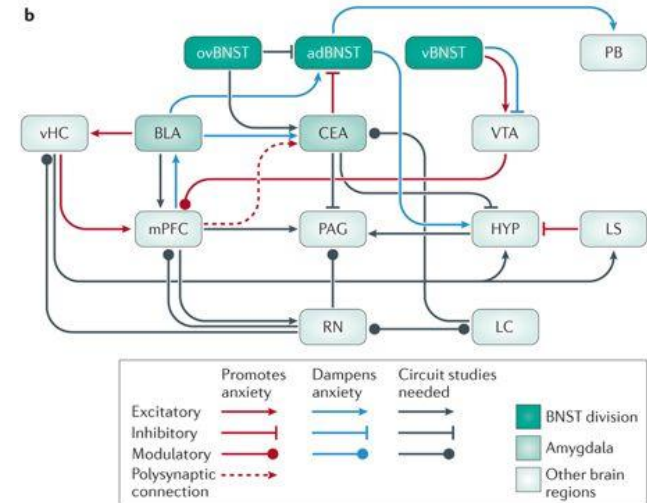 b
ovBNST
adBNST
vBNST
PB
vHC
BLA
CEA
VTA
mPFC
PAG
HYP
LS
RN
LC
Promotes anxiety
Dampens anxiety
Circuit studies needed
Excitatory
Inhibitory
Modulatory
Polysynaptic connection
BNST division
Amygdala
Other brain regions